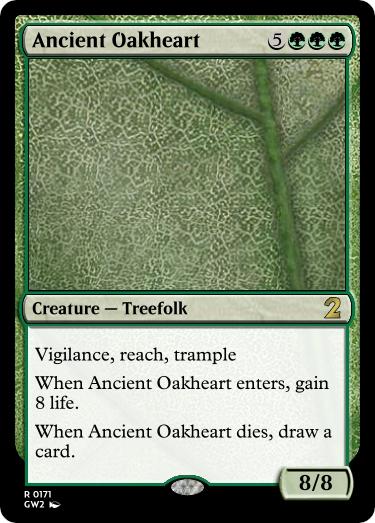 Ancient Oakheart 5
Creature — Treefolk 2
Vigilance, reach, trample
When Ancient Oakheart enters, gain
8 life.
When Ancient Oakheart dies, draw a
card.
8/8
R 0171
GW2